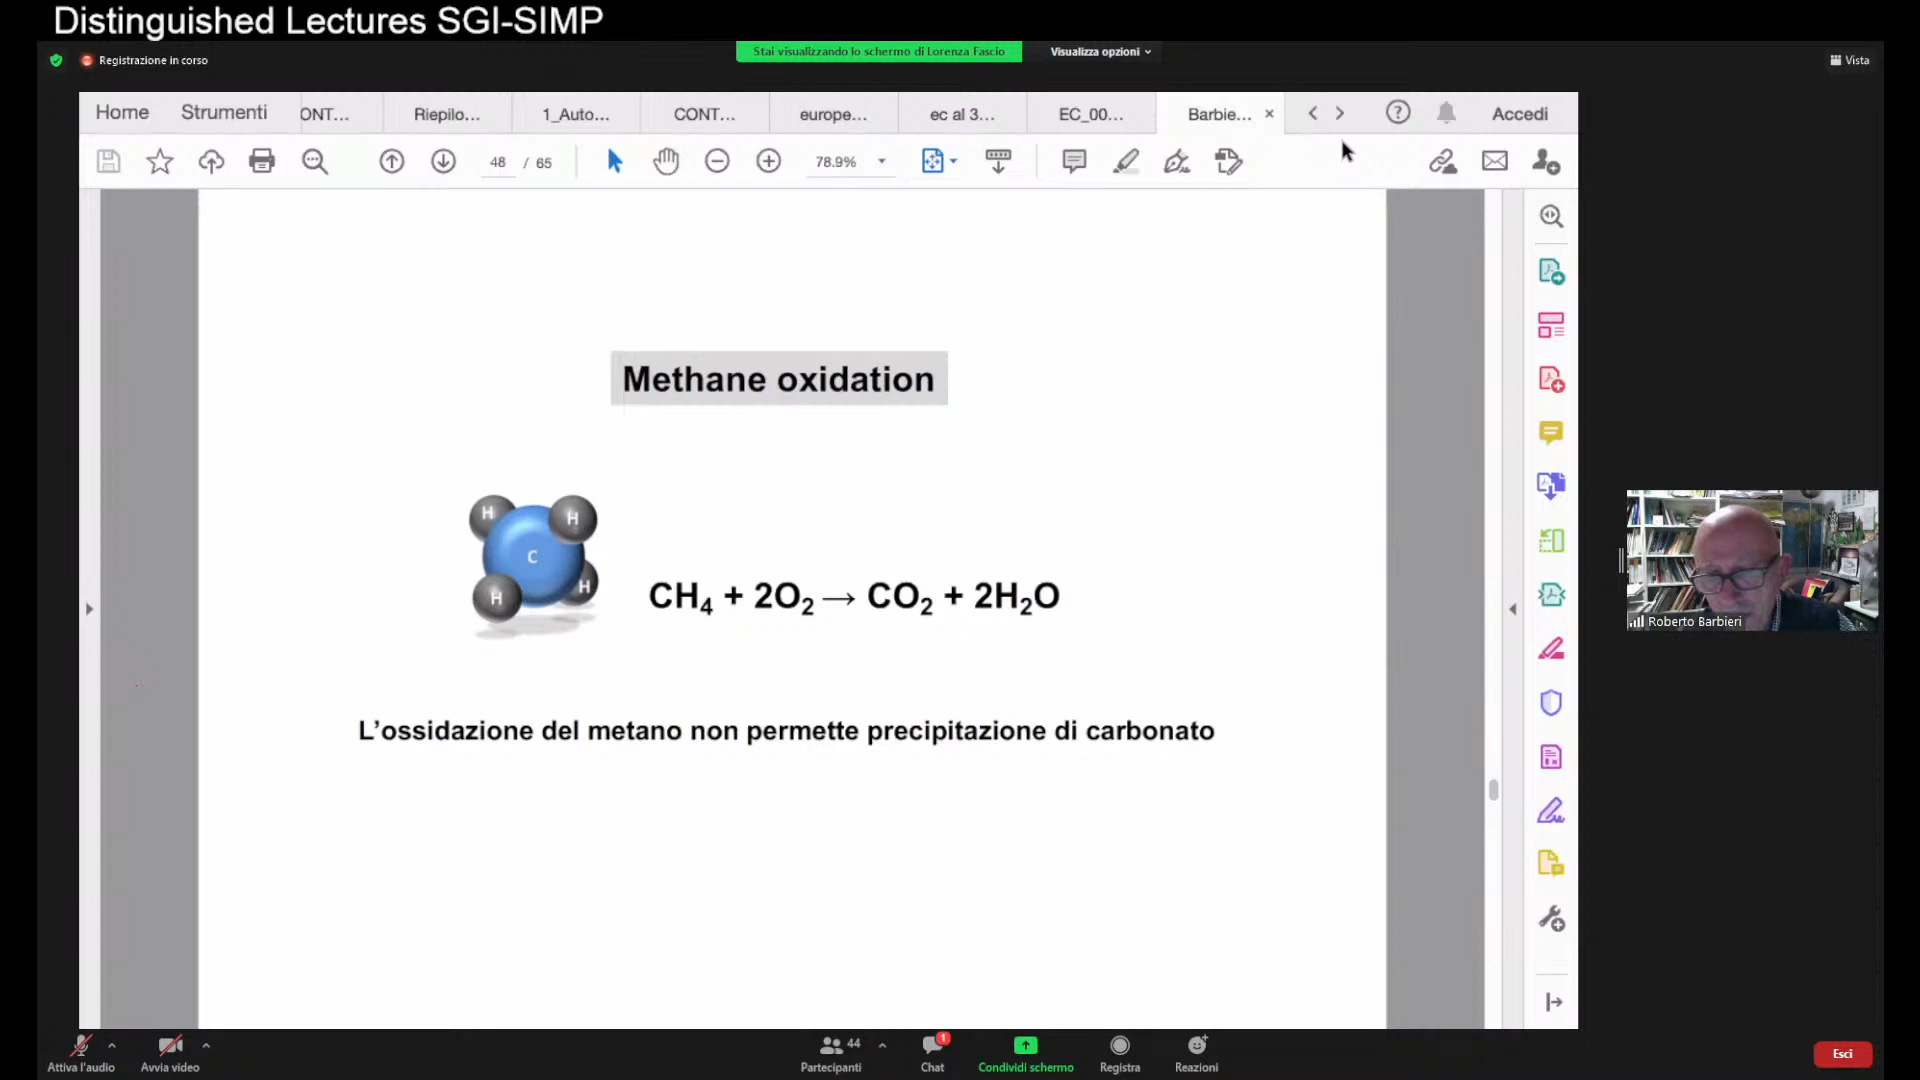 Distinguished Lectures SGI-SIMP
Registrazione in corso
Stai visualizzando lo schermo di Lorenza Fascio
Visualizza opzioni
Vista
Home Strumenti ONT... Riepilo... 1_Auto... CONT... europe... ec al 3... EC_00... Barbie... × Accedi
48 / 65 78.9%
Methane oxidation
H H C H H
CH₄ + 2O₂ → CO₂ + 2H₂O
L'ossidazione del metano non permette precipitazione di carbonato
Roberto Barbieri
44 1
Attiva l'audio Avvia video Partecipanti Chat Condividi schermo Registra Reazioni Esci